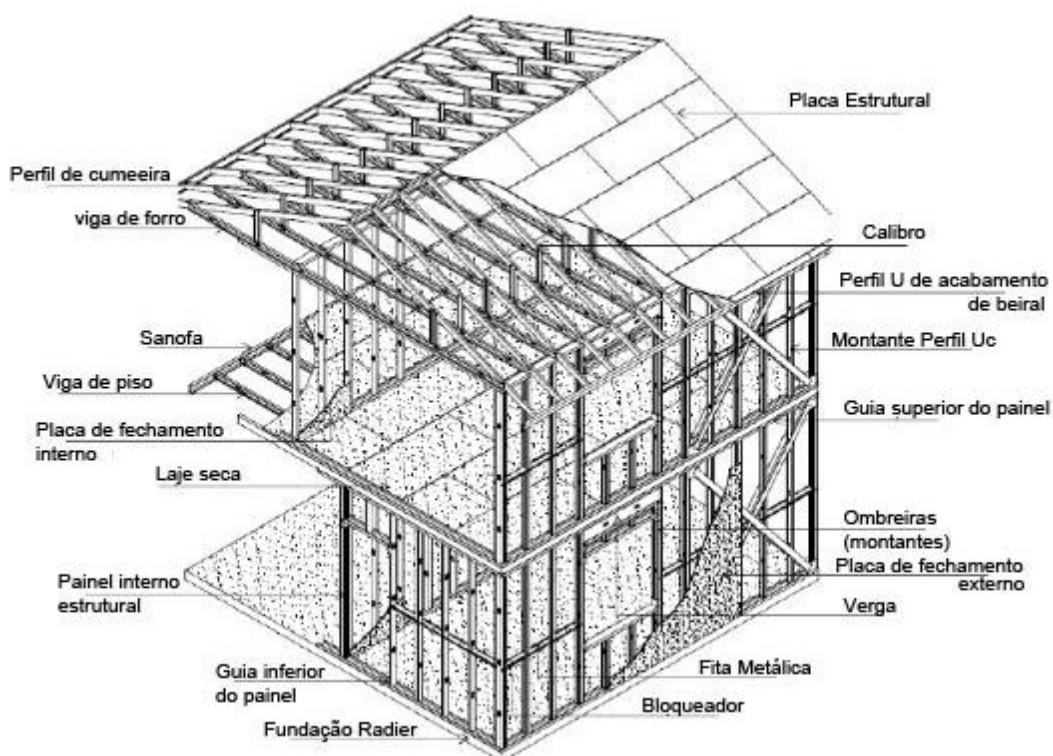 Placa Estrutural
Perfil de cumeeira
viga de forro
Calibro
Perfil U de acabamento
de beiral
Sanofa
Montante Perfil Uc
Viga de piso
Guia superior do painel
Placa de fechamento
interno
Laje seca
Ombreiras
(montantes)
Placa de fechamento
externo
Painel interno
estrutural
Verga
Guia inferior
do painel
Fita Metálica
Bloqueador
Fundação Radier